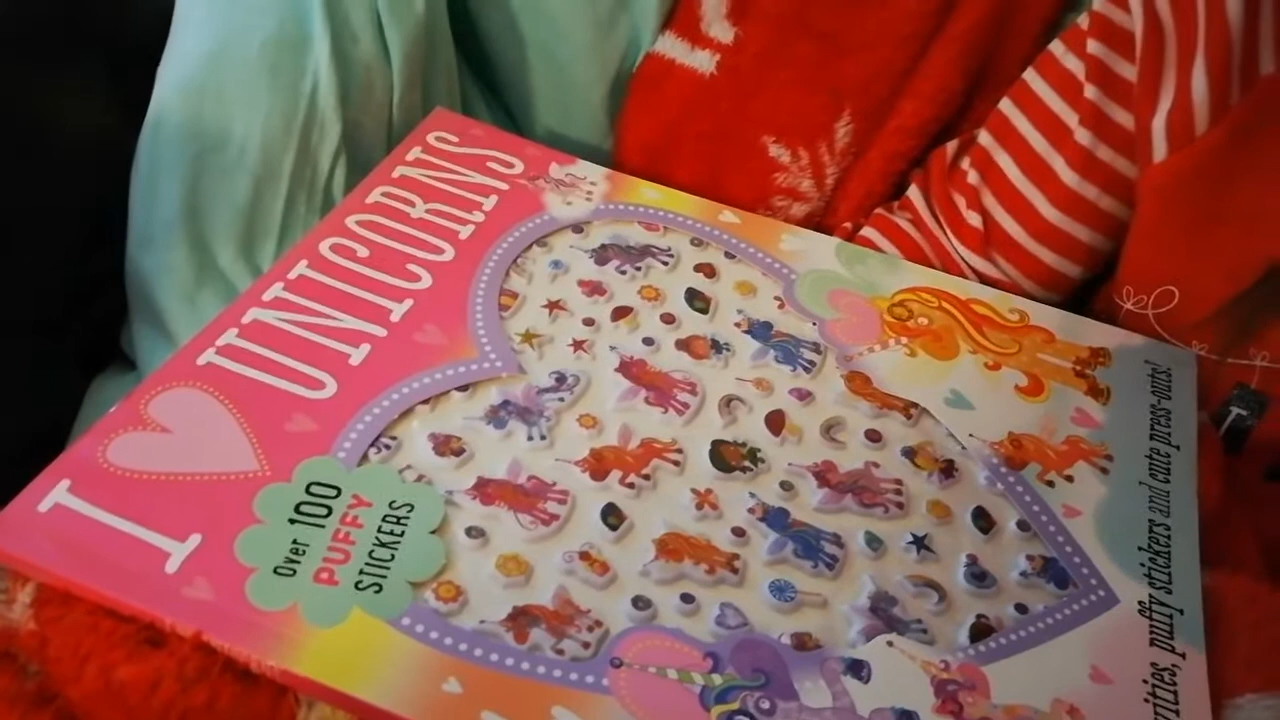 I
UNICORNS
Over 100
PUFFY
STICKERS
puffy stickers and cute press-outs!